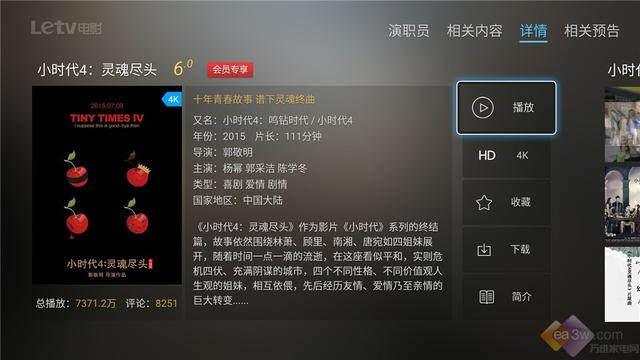 Letv电影
演职员 相关内容 详情 相关预告
小时代4：灵魂尽头 6.0 会员专享
小时
2015.07.09
4K
TINY TIMES IV
I suppose this is a good-bye then
小时代4:灵魂尽头
郭敬明 导演作品
总播放：7371.2万 评论：8251
十年青春故事 谱下灵魂终曲
又名：小时代4：鸣钻时代 / 小时代4
年份：2015 片长：111分钟
导演：郭敬明
主演：杨幂 郭采洁 陈学冬
类型：喜剧 爱情 剧情
国家地区：中国大陆
《小时代4：灵魂尽头》作为影片《小时代》系列的终结
篇，故事依然围绕林萧、顾里、南湘、唐宛如四姐妹展
开，随着时间一点一滴的流逝，在这座看似平和，实则危
机四伏、充满阴谋的城市，四个不同性格、不同价值观人
生观的姐妹，相互依偎，先后经历友情、爱情乃至亲情的
巨大转变......
播放
HD 4K
收藏
下载
简介
ea3w.com
万维家电网